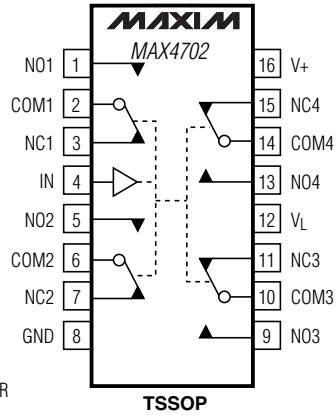 MAXIM
MAX4702
NO1 1
COM1 2
NC1 3
IN 4
NO2 5
COM2 6
NC2 7
GND 8
16 V+
15 NC4
14 COM4
13 NO4
12 VL
11 NC3
10 COM3
9 NO3
R
TSSOP